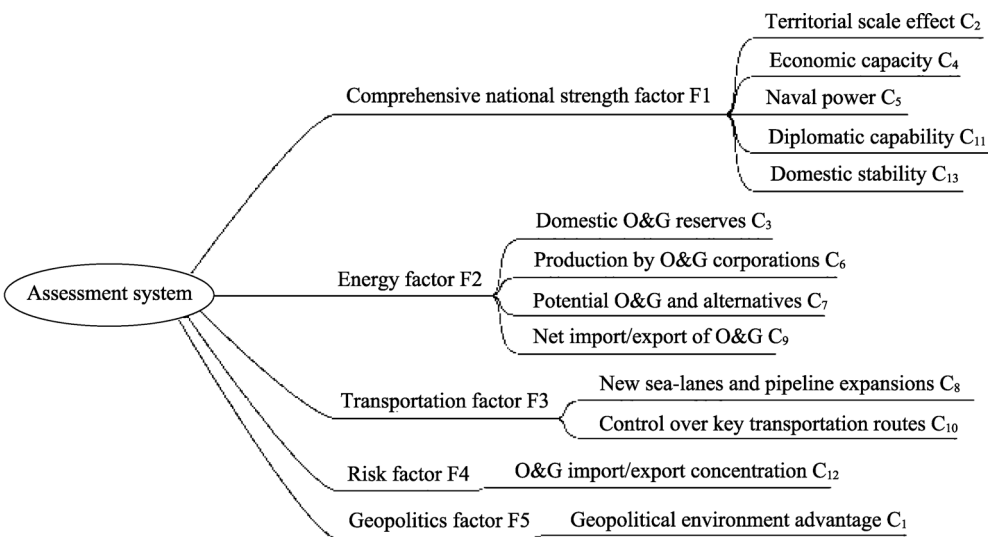 Territorial scale effect C₂
Economic capacity C₄
Comprehensive national strength factor F1
Naval power C₅
Diplomatic capability C₁₁
Domestic stability C₁₃
Domestic O&G reserves C₃
Production by O&G corporations C₆
Energy factor F2
Assessment system
Potential O&G and alternatives C₇
Net import/export of O&G C₉
New sea-lanes and pipeline expansions C₈
Transportation factor F3
Control over key transportation routes C₁₀
Risk factor F4
O&G import/export concentration C₁₂
Geopolitics factor F5
Geopolitical environment advantage C₁